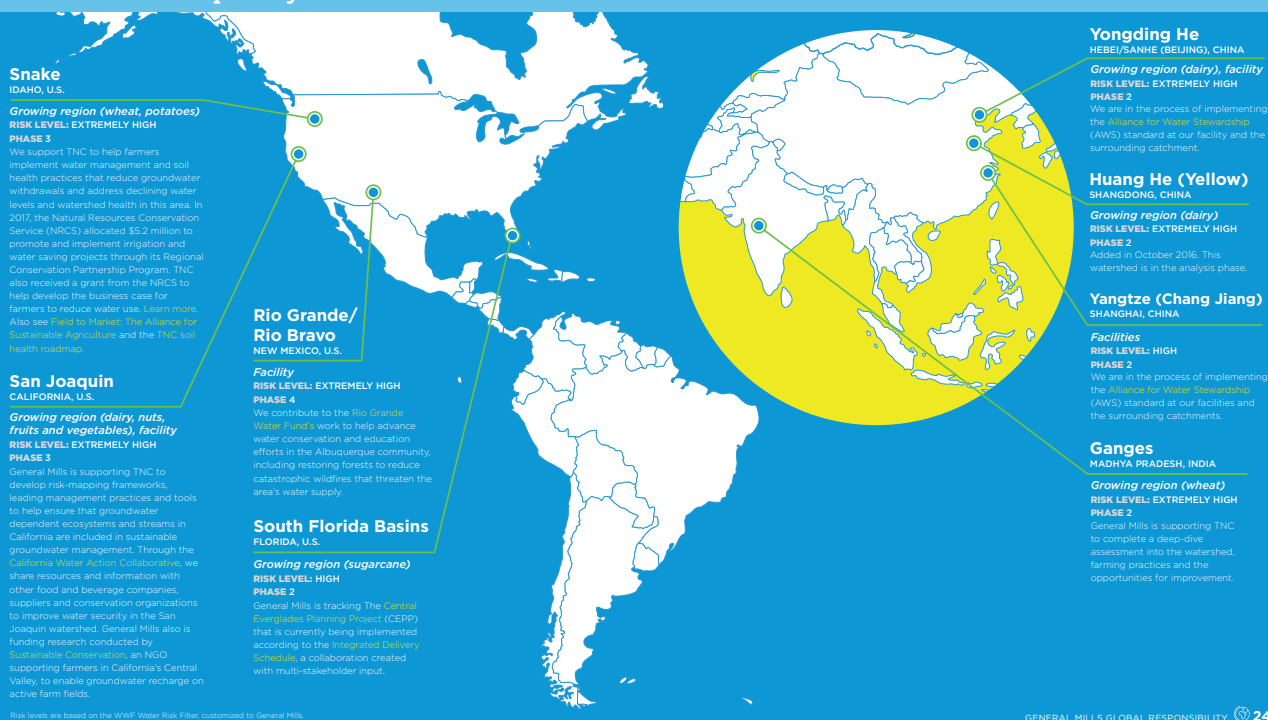 Snake
IDAHO, U.S.
Growing region (wheat, potatoes)
RISK LEVEL: EXTREMELY HIGH
PHASE 3
We support TNC to help farmers
implement water management and soil
health practices that reduce groundwater
withdrawals and address declining water
levels and watershed health in this area. In
2017, the Natural Resources Conservation
Service (NRCS) allocated $5.2 million to
promote and implement irrigation and
water saving projects through its Regional
Conservation Partnership Program. TNC
also received a grant from the NRCS to
help develop the business case for
farmers to reduce water use. Learn more.
Also see Field to Market: The Alliance for
Sustainable Agriculture and the TNC soil
health roadmap.
San Joaquin
CALIFORNIA, U.S.
Growing region (dairy, nuts,
fruits and vegetables), facility
RISK LEVEL: EXTREMELY HIGH
PHASE 3
General Mills is supporting TNC to
develop risk-mapping frameworks,
leading management practices and tools
to help ensure that groundwater
dependent ecosystems and streams in
California are included in sustainable
groundwater management. Through the
California Water Action Collaborative, we
share resources and information with
other food and beverage companies,
suppliers and conservation organizations
to improve water security in the San
Joaquin watershed. General Mills also is
funding research conducted by
Sustainable Conservation, an NGO
supporting farmers in California's Central
Valley, to enable groundwater recharge on
active farm fields.
Rio Grande/
Rio Bravo
NEW MEXICO, U.S.
Facility
RISK LEVEL: EXTREMELY HIGH
PHASE 4
We contribute to the Rio Grande
Water Fund's work to help advance
water conservation and education
efforts in the Albuquerque community,
including restoring forests to reduce
catastrophic wildfires that threaten the
area's water supply.
South Florida Basins
FLORIDA, U.S.
Growing region (sugarcane)
RISK LEVEL: HIGH
PHASE 2
General Mills is tracking The Central
Everglades Planning Project (CEPP)
that is currently being implemented
according to the Integrated Delivery
Schedule, a collaboration created
with multi-stakeholder input.
Yongding He
HEBEI/SANHE (BEIJING), CHINA
Growing region (dairy), facility
RISK LEVEL: EXTREMELY HIGH
PHASE 2
We are in the process of implementing
the Alliance for Water Stewardship
(AWS) standard at our facility and the
surrounding catchment.
Huang He (Yellow)
SHANGDONG, CHINA
Growing region (dairy)
RISK LEVEL: EXTREMELY HIGH
PHASE 2
Added in October 2016. This
watershed is in the analysis phase.
Yangtze (Chang Jiang)
SHANGHAI, CHINA
Facilities
RISK LEVEL: HIGH
PHASE 2
We are in the process of implementing
the Alliance for Water Stewardship
(AWS) standard at our facilities and
the surrounding catchments.
Ganges
MADHYA PRADESH, INDIA
Growing region (wheat)
RISK LEVEL: EXTREMELY HIGH
PHASE 2
General Mills is supporting TNC
to complete a deep-dive
assessment into the watershed,
farming practices and the
opportunities for improvement.
Risk levels are based on the WWF Water Risk Filter, customized to General Mills.
GENERAL MILLS GLOBAL RESPONSIBILITY 24